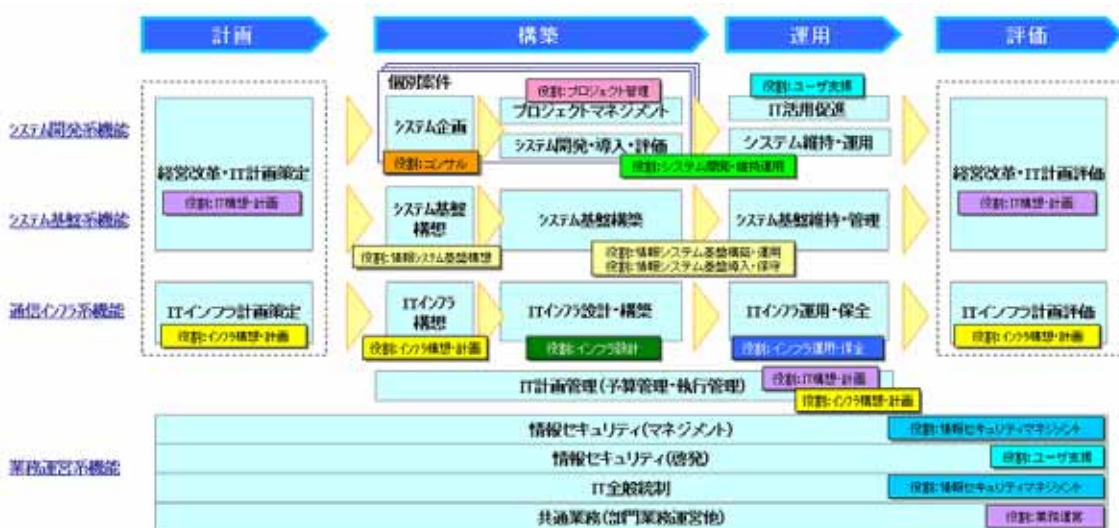 計画
構築
運用
評価
個別案件
役割:プロジェクト管理
役割:ユーザ支援
システム開発系機能
システム企画
プロジェクトマネジメント
IT活用促進
システム開発・導入・評価
システム維持・運用
役割:コンサル
役割:システム開発・維持運用
経営改革・IT計画策定
役割:IT構想・計画
経営改革・IT計画評価
役割:IT構想・計画
システム基盤系機能
システム基盤
構想
システム基盤構築
システム基盤維持・管理
役割:情報システム基盤構想
役割:情報システム基盤構築・運用
役割:情報システム基盤導入・保守
通信インフラ系機能
ITインフラ計画策定
役割:インフラ構想・計画
ITインフラ
構想
役割:インフラ構想・計画
ITインフラ設計・構築
役割:インフラ設計
ITインフラ運用・保全
役割:インフラ運用・保全
ITインフラ計画評価
役割:インフラ構想・計画
IT計画管理(予算管理・執行管理)
役割:IT構想・計画
役割:インフラ構想・計画
業務運営系機能
情報セキュリティ(マネジメント)
役割:情報セキュリティマネジメント
情報セキュリティ(啓発)
役割:ユーザ支援
IT全般統制
役割:情報セキュリティマネジメント
共通業務(部門業務運営他)
役割:業務運営